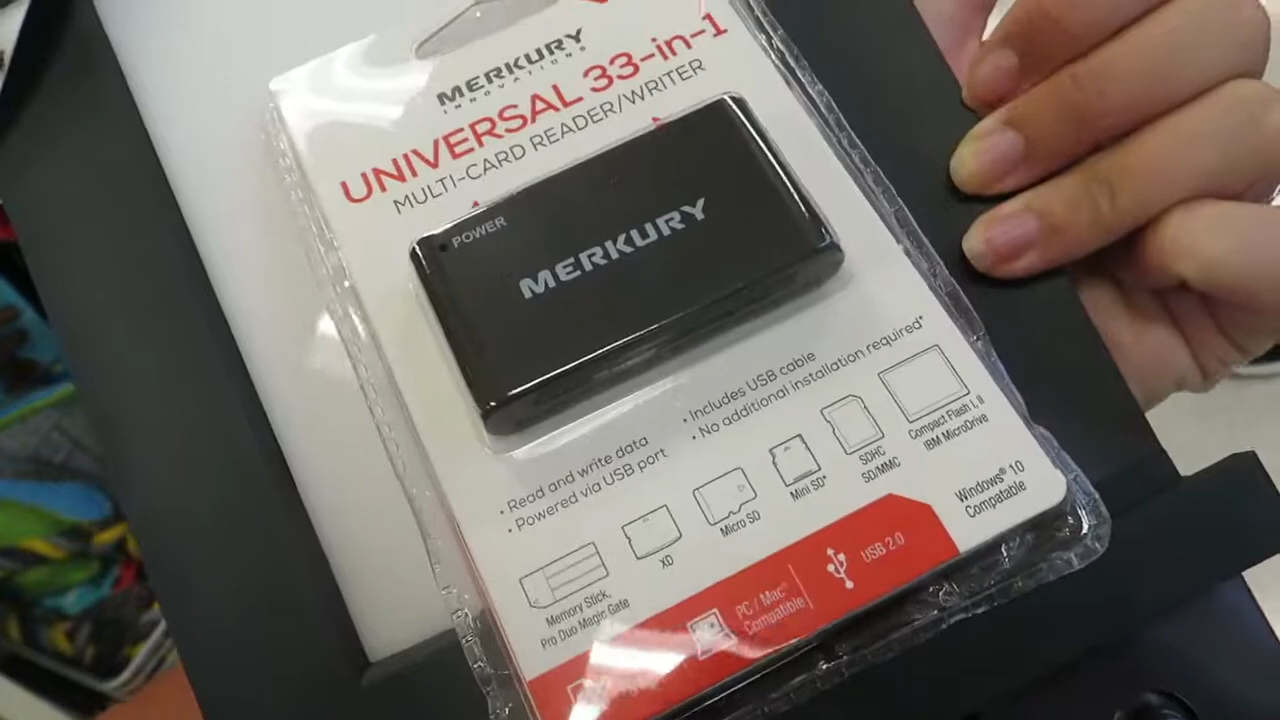 MERKURY
INNOVATIONS
UNIVERSAL 33-in-1
MULTI-CARD READER/WRITER
POWER
MERKURY
• Read and write data
• Powered via USB port
• Includes USB cable
• No additional installation required*
Memory Stick,
Pro Duo Magic Gate
XD
Micro SD
Mini SD*
SDHC
SD/MMC
Compact Flash I, II
IBM MicroDrive
Windows® 10
Compatable
PC / Mac®
Compatible
USB 2.0